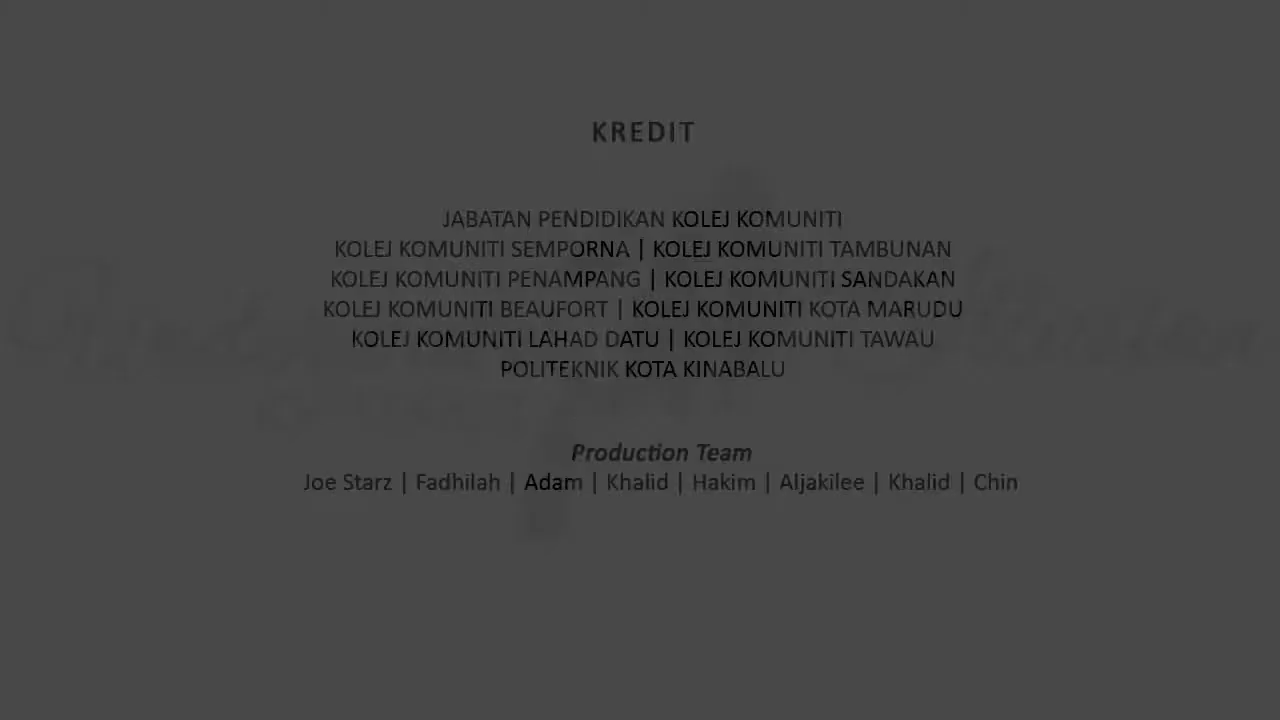 KREDIT
JABATAN PENDIDIKAN KOLEJ KOMUNITI
KOLEJ KOMUNITI SEMPORNA | KOLEJ KOMUNITI TAMBUNAN
KOLEJ KOMUNITI PENAMPANG | KOLEJ KOMUNITI SANDAKAN
KOLEJ KOMUNITI BEAUFORT | KOLEJ KOMUNITI KOTA MARUDU
KOLEJ KOMUNITI LAHAD DATU | KOLEJ KOMUNITI TAWAU
POLITEKNIK KOTA KINABALU
Production Team
Joe Starz | Fadhilah | Adam | Khalid | Hakim | Aljakilee | Khalid | Chin